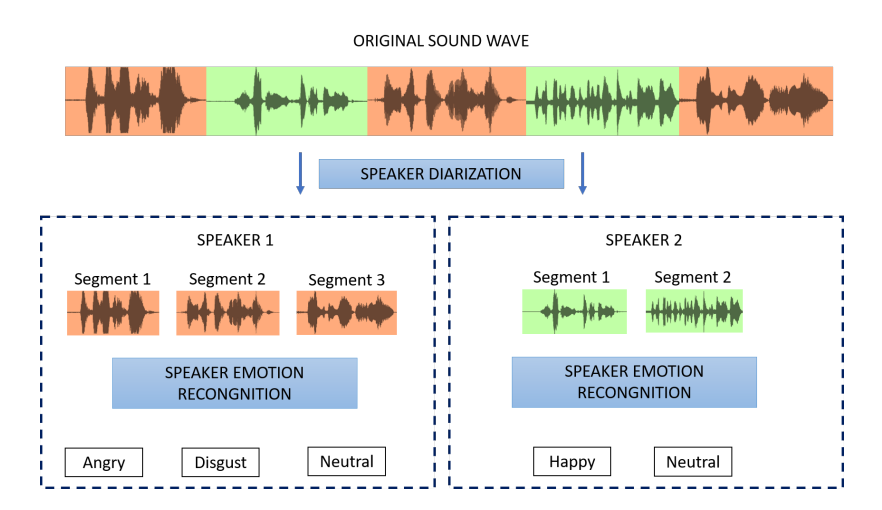 ORIGINAL SOUND WAVE
SPEAKER DIARIZATION
SPEAKER 1
Segment 1
Segment 2
Segment 3
SPEAKER EMOTION
RECONGNITION
Angry
Disgust
Neutral
SPEAKER 2
Segment 1
Segment 2
SPEAKER EMOTION
RECONGNITION
Happy
Neutral